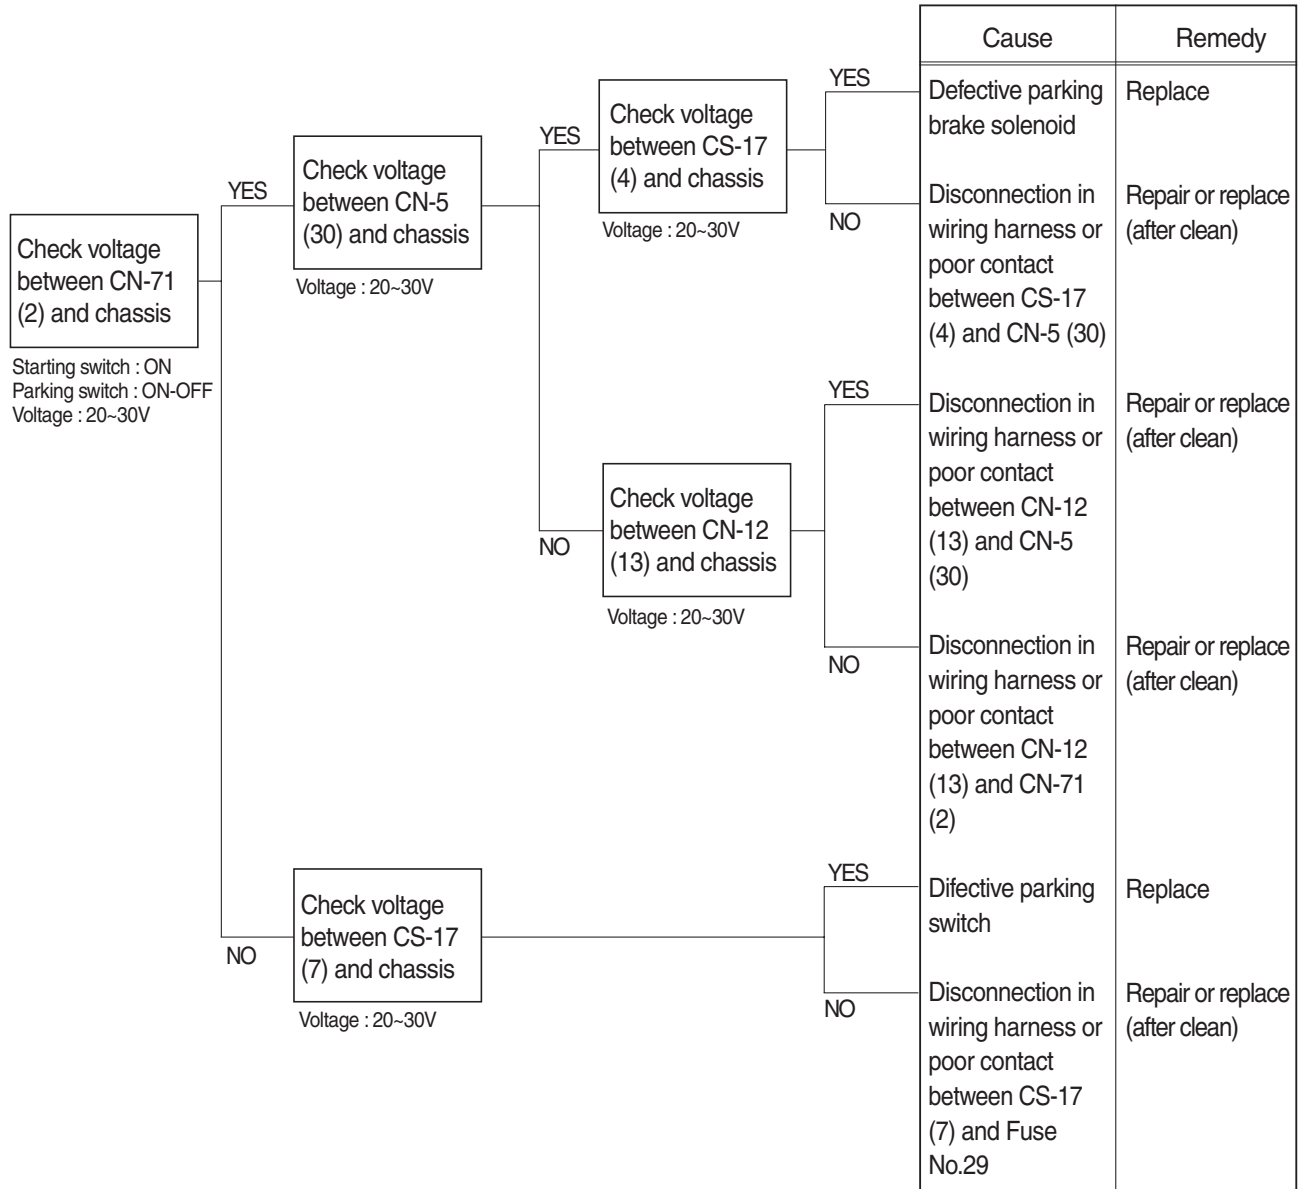 Cause
Remedy
Check voltage
between CN-71
(2) and chassis
Starting switch : ON
Parking switch : ON-OFF
Voltage : 20~30V
YES
Check voltage
between CN-5
(30) and chassis
Voltage : 20~30V
YES
Check voltage
between CS-17
(4) and chassis
Voltage : 20~30V
YES
Defective parking
brake solenoid
Replace
NO
Disconnection in
wiring harness or
poor contact
between CS-17
(4) and CN-5 (30)
Repair or replace
(after clean)
NO
Check voltage
between CN-12
(13) and chassis
Voltage : 20~30V
YES
Disconnection in
wiring harness or
poor contact
between CN-12
(13) and CN-5
(30)
Repair or replace
(after clean)
NO
Disconnection in
wiring harness or
poor contact
between CN-12
(13) and CN-71
(2)
Repair or replace
(after clean)
NO
Check voltage
between CS-17
(7) and chassis
Voltage : 20~30V
YES
Difective parking
switch
Replace
NO
Disconnection in
wiring harness or
poor contact
between CS-17
(7) and Fuse
No.29
Repair or replace
(after clean)